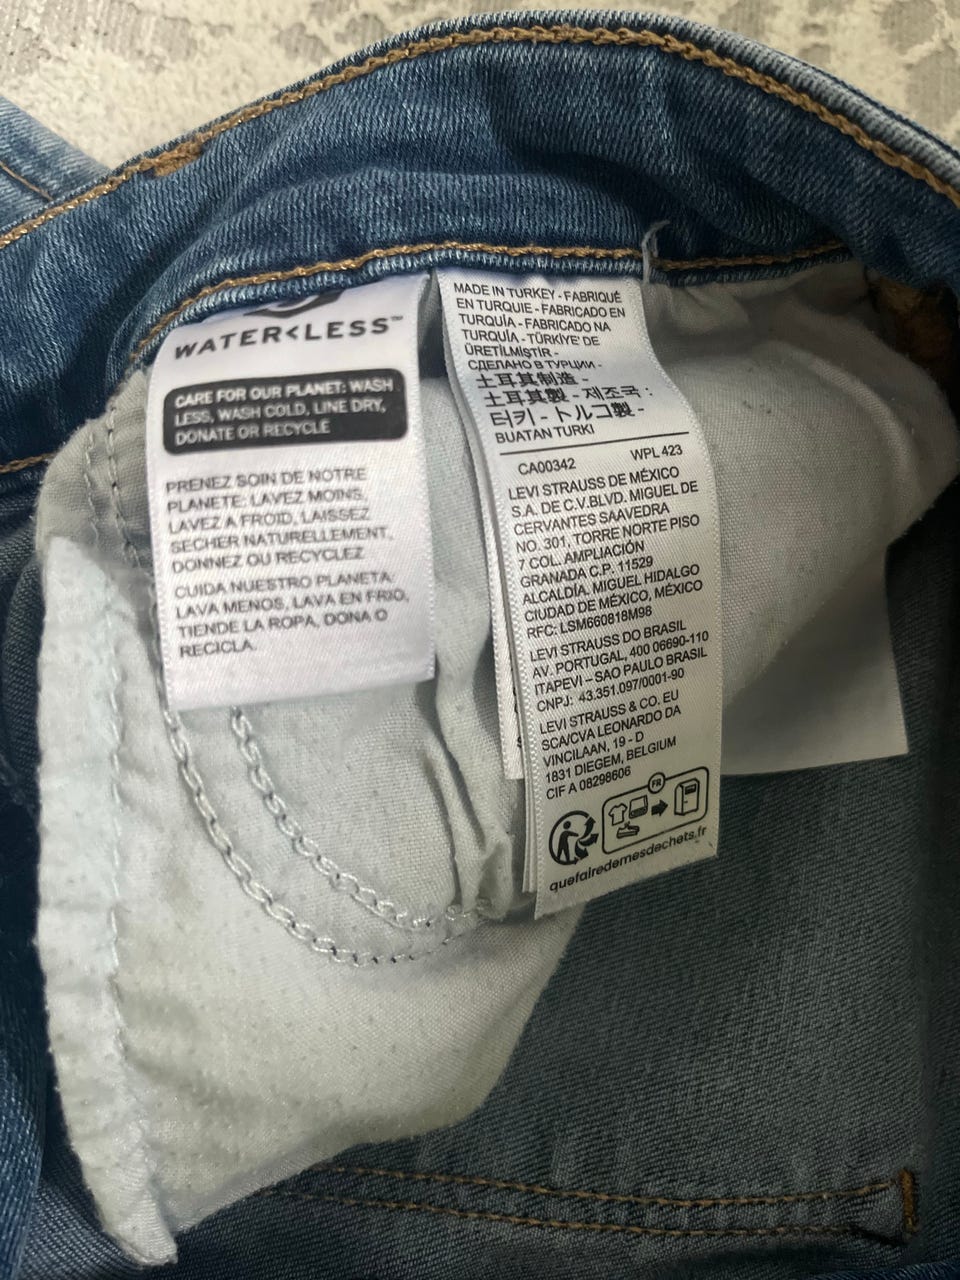 WATER<LESS™
CARE FOR OUR PLANET: WASH
LESS, WASH COLD, LINE DRY,
DONATE OR RECYCLE
PRENEZ SOIN DE NOTRE
PLANETE: LAVEZ MOINS,
LAVEZ A FROID, LAISSEZ
SECHER NATURELLEMENT,
DONNEZ OU RECYCLEZ
CUIDA NUESTRO PLANETA:
LAVA MENOS, LAVA EN FRIO,
TIENDE LA ROPA, DONA O
RECICLA.
MADE IN TURKEY - FABRIQUÉ
EN TURQUIE - FABRICADO EN
TURQUÍA - FABRICADO NA
TURQUIA - TÜRKİYE' DE
ÜRETİLMİŞTİR -
СДЕЛАНО В ТУРЦИИ -
土耳其制造 -
土耳其製 - 제조국 :
터키 - トルコ製 -
BUATAN TURKI
CA00342 WPL 423
LEVI STRAUSS DE MÉXICO
S.A. DE C.V.BLVD. MIGUEL DE
CERVANTES SAAVEDRA
NO. 301, TORRE NORTE PISO
7 COL. AMPLIACIÓN
GRANADA C.P. 11529
ALCALDÍA. MIGUEL HIDALGO
CIUDAD DE MÉXICO, MÉXICO
RFC: LSM660818M98
LEVI STRAUSS DO BRASIL
AV. PORTUGAL, 400 06690-110
ITAPEVI – SAO PAULO BRASIL
CNPJ: 43.351.097/0001-90
LEVI STRAUSS & CO. EU
SCA/CVA LEONARDO DA
VINCILAAN, 19 - D
1831 DIEGEM, BELGIUM
CIF A 08298606
FR
quefairedemesdechets.fr